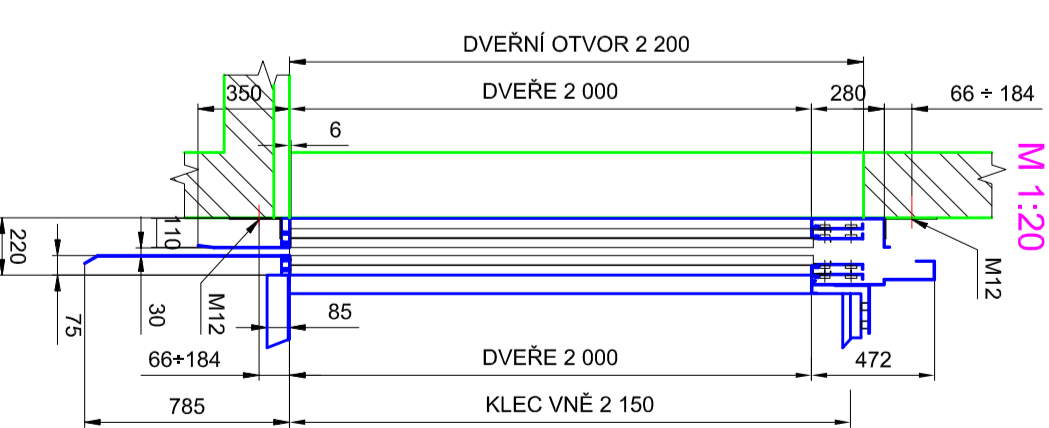 DVEŘNÍ OTVOR 2 200
350
DVEŘE 2 000
280
66 ÷ 184
6
M 1:20
110
220
M12
30
75
M12
85
66÷184
DVEŘE 2 000
472
785
KLEC VNĚ 2 150